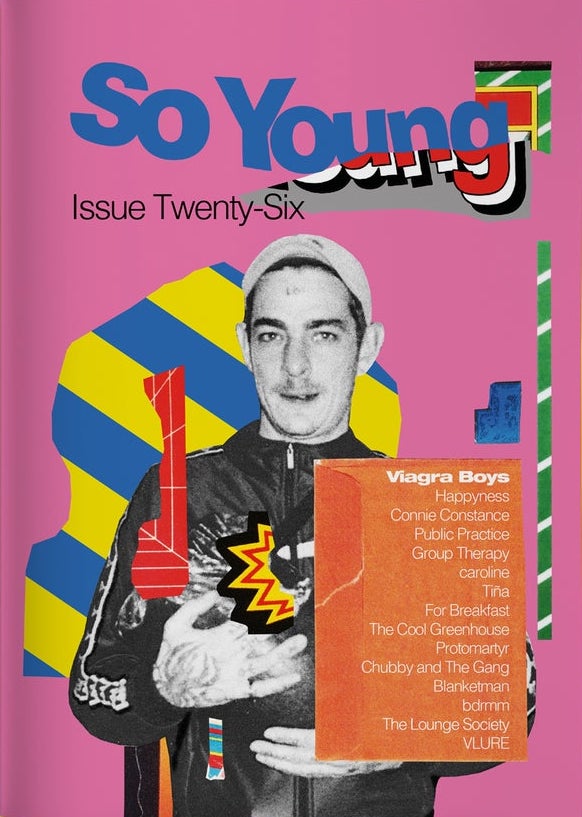 So Young
Young
Issue Twenty-Six
Viagra Boys
Happyness
Connie Constance
Public Practice
Group Therapy
caroline
Tiña
For Breakfast
The Cool Greenhouse
Protomartyr
Chubby and The Gang
Blanketman
bdrmm
The Lounge Society
VLURE